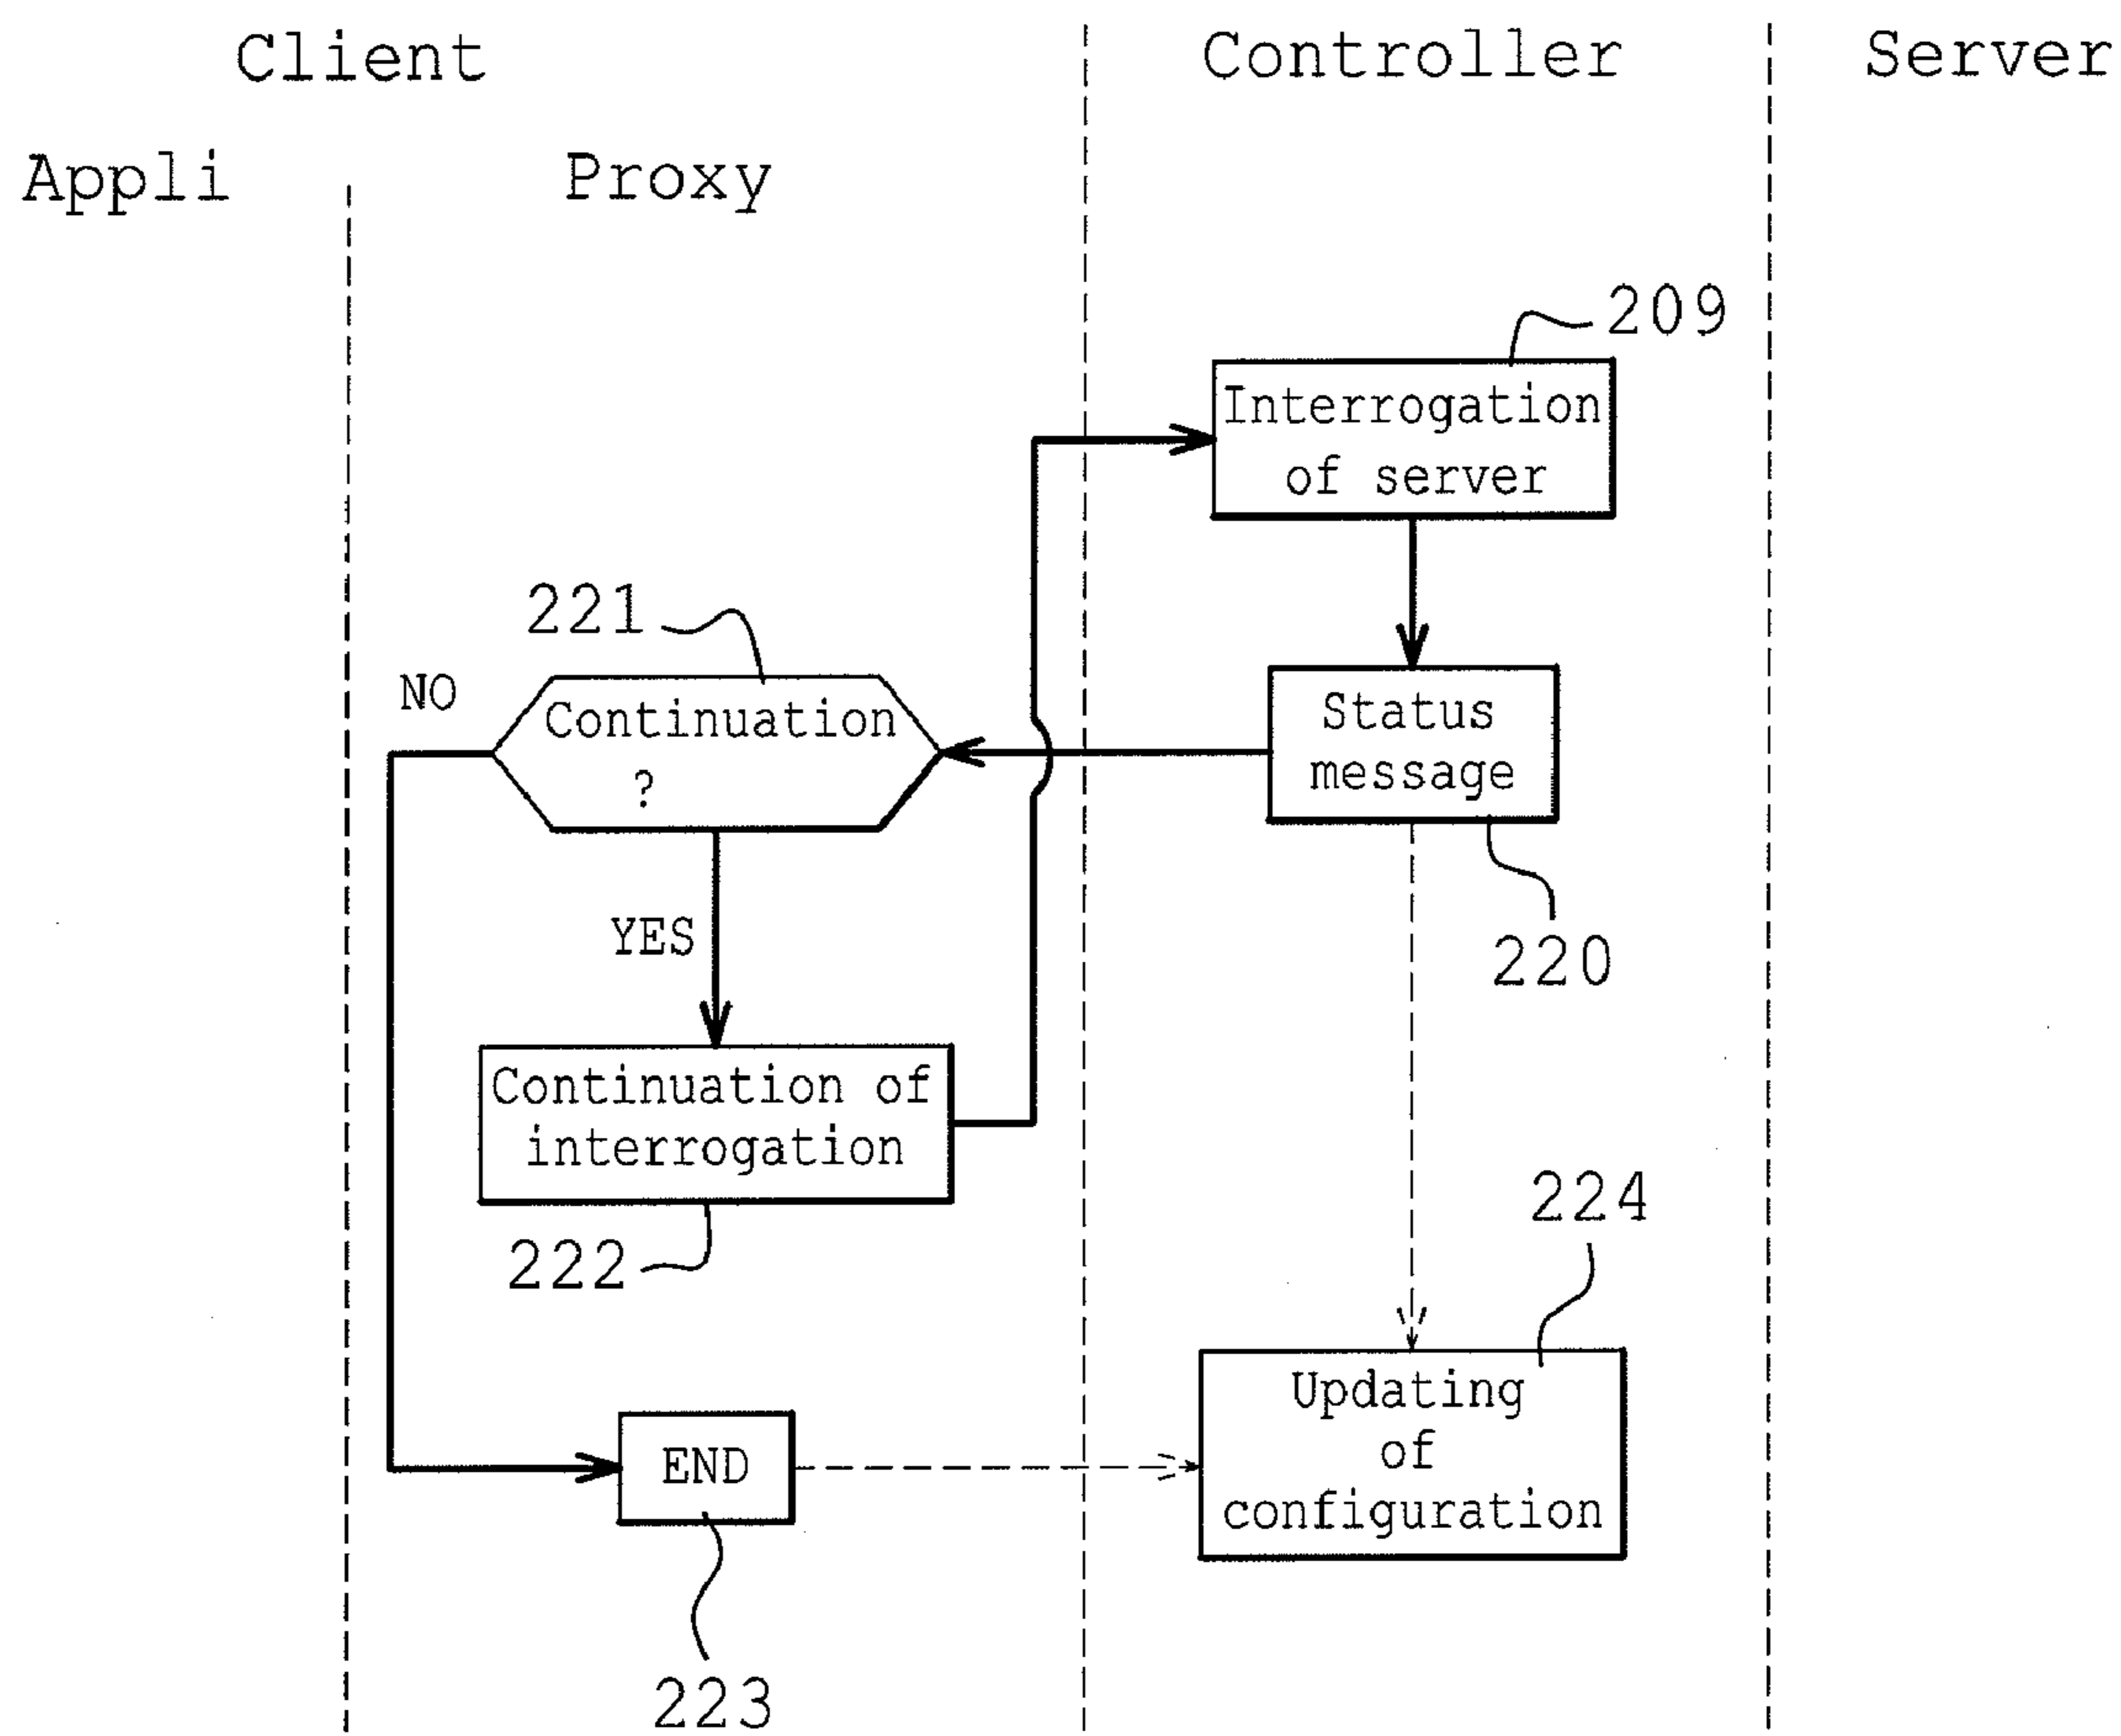 Client
Controller
Server
Appli
Proxy
209
Interrogation
of server
221
NO
Continuation
?
Status
message
YES
220
Continuation of
interrogation
222
224
Updating
of
configuration
END
223